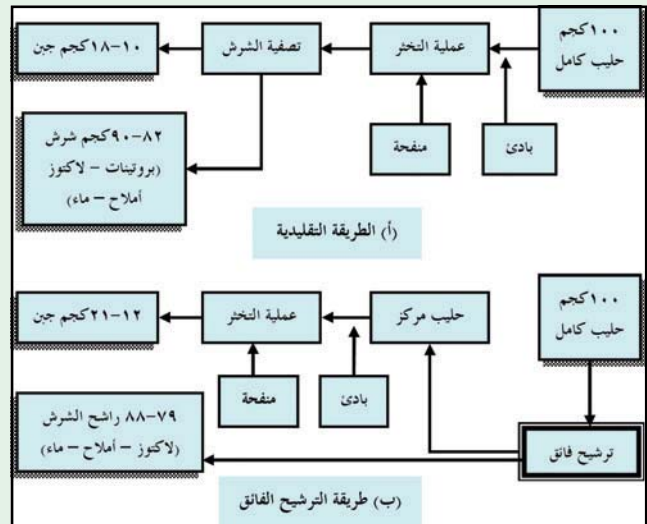 ١٠٠كجم
حليب كامل
عملية التخثر
تصفية الشرش
١٠-١٨كجم جبن
بادئ
منفحة
٨٢-٩٠كجم شرش
(بروتينات - لاكتوز
أملاح - ماء)
(أ) الطريقة التقليدية
١٠٠كجم
حليب كامل
حليب مركز
عملية التخثر
١٢-٢١كجم جبن
بادئ
منفحة
ترشيح فائق
٧٩-٨٨ راشح الشرش
(لاكتوز - أملاح - ماء)
(ب) طريقة الترشيح الفائق